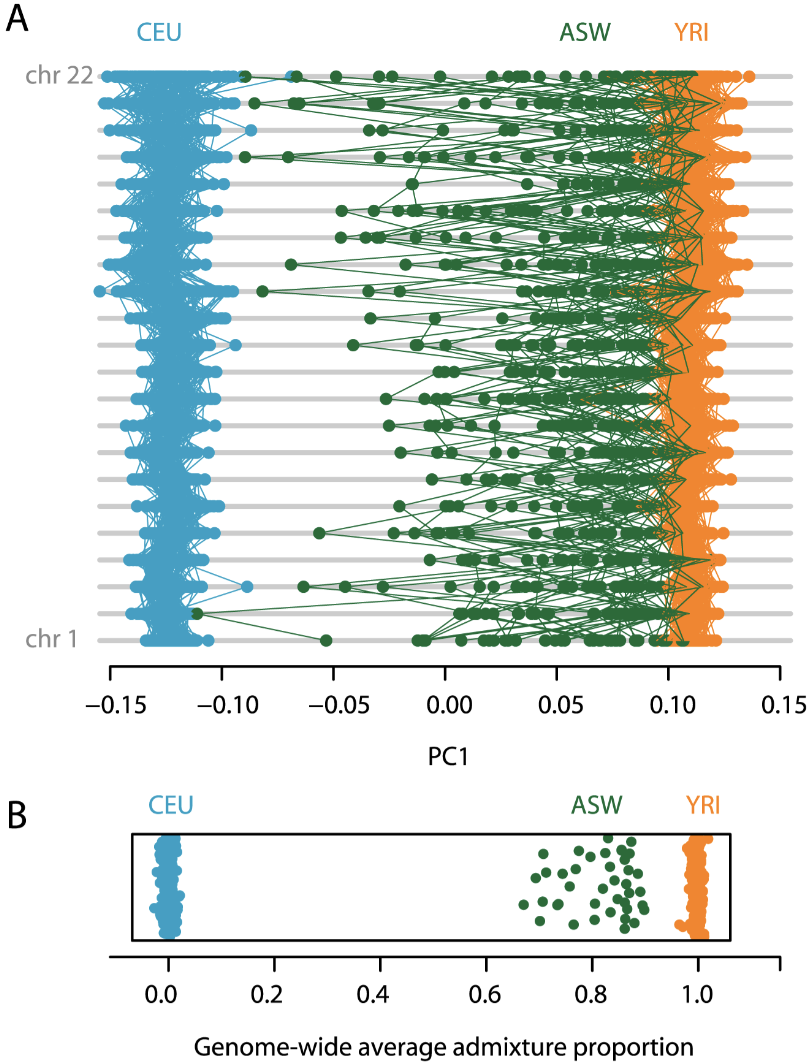 A
CEU ASW YRI
chr 22
chr 1
−0.15 −0.10 −0.05 0.00 0.05 0.10 0.15
PC1
B
CEU ASW YRI
0.0 0.2 0.4 0.6 0.8 1.0
Genome-wide average admixture proportion